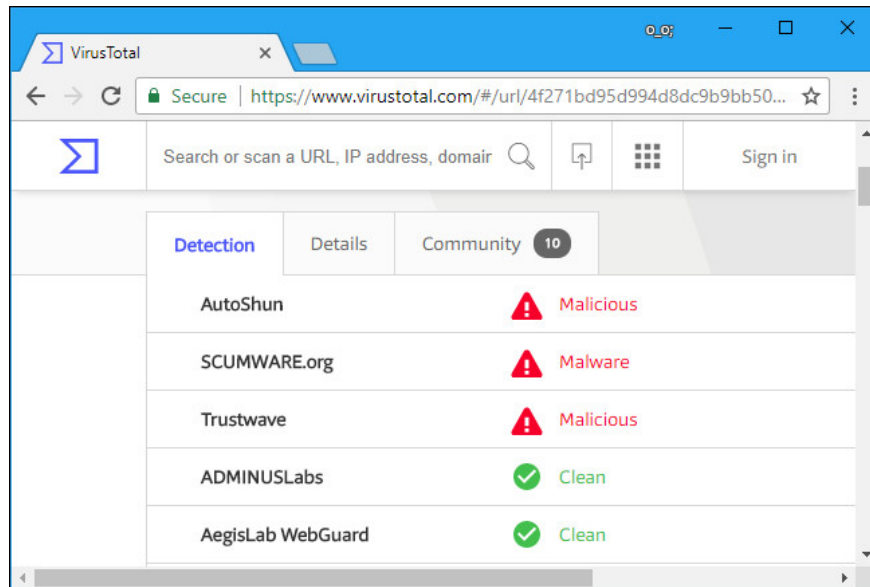 o_o;
VirusTotal
Secure https://www.virustotal.com/#/url/4f271bd95d994d8dc9b9bb50...
Search or scan a URL, IP address, domair
Sign in
Detection Details Community 10
AutoShun Malicious
SCUMWARE.org Malware
Trustwave Malicious
ADMINUSLabs Clean
AegisLab WebGuard Clean